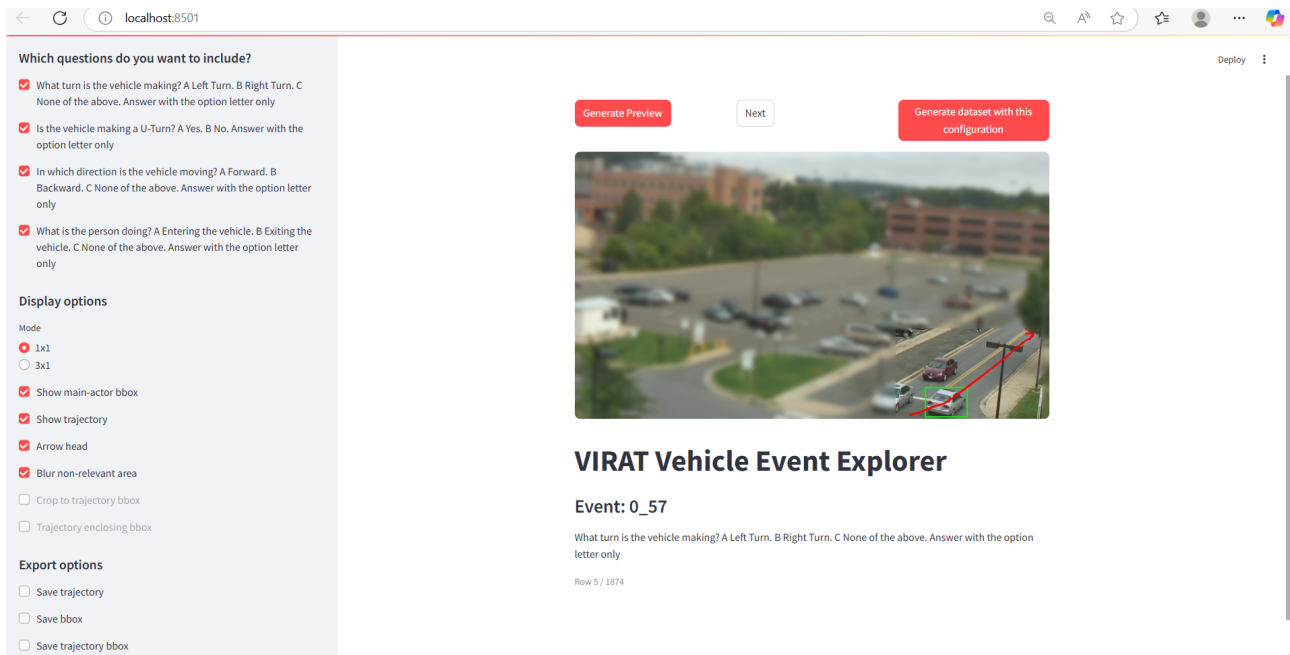 localhost:8501
Which questions do you want to include?
What turn is the vehicle making? A Left Turn. B Right Turn. C
None of the above. Answer with the option letter only
Is the vehicle making a U-Turn? A Yes. B No. Answer with the
option letter only
In which direction is the vehicle moving? A Forward. B
Backward. C None of the above. Answer with the option letter
only
What is the person doing? A Entering the vehicle. B Exiting the
vehicle. C None of the above. Answer with the option letter
only
Display options
Mode
1x1
3x1
Show main-actor bbox
Show trajectory
Arrow head
Blur non-relevant area
Crop to trajectory bbox
Trajectory enclosing bbox
Export options
Save trajectory
Save bbox
Save trajectory bbox
Deploy
Generate Preview
Next
Generate dataset with this
configuration
VIRAT Vehicle Event Explorer
Event: 0_57
What turn is the vehicle making? A Left Turn. B Right Turn. C None of the above. Answer with the option
letter only
Row 5 / 1874